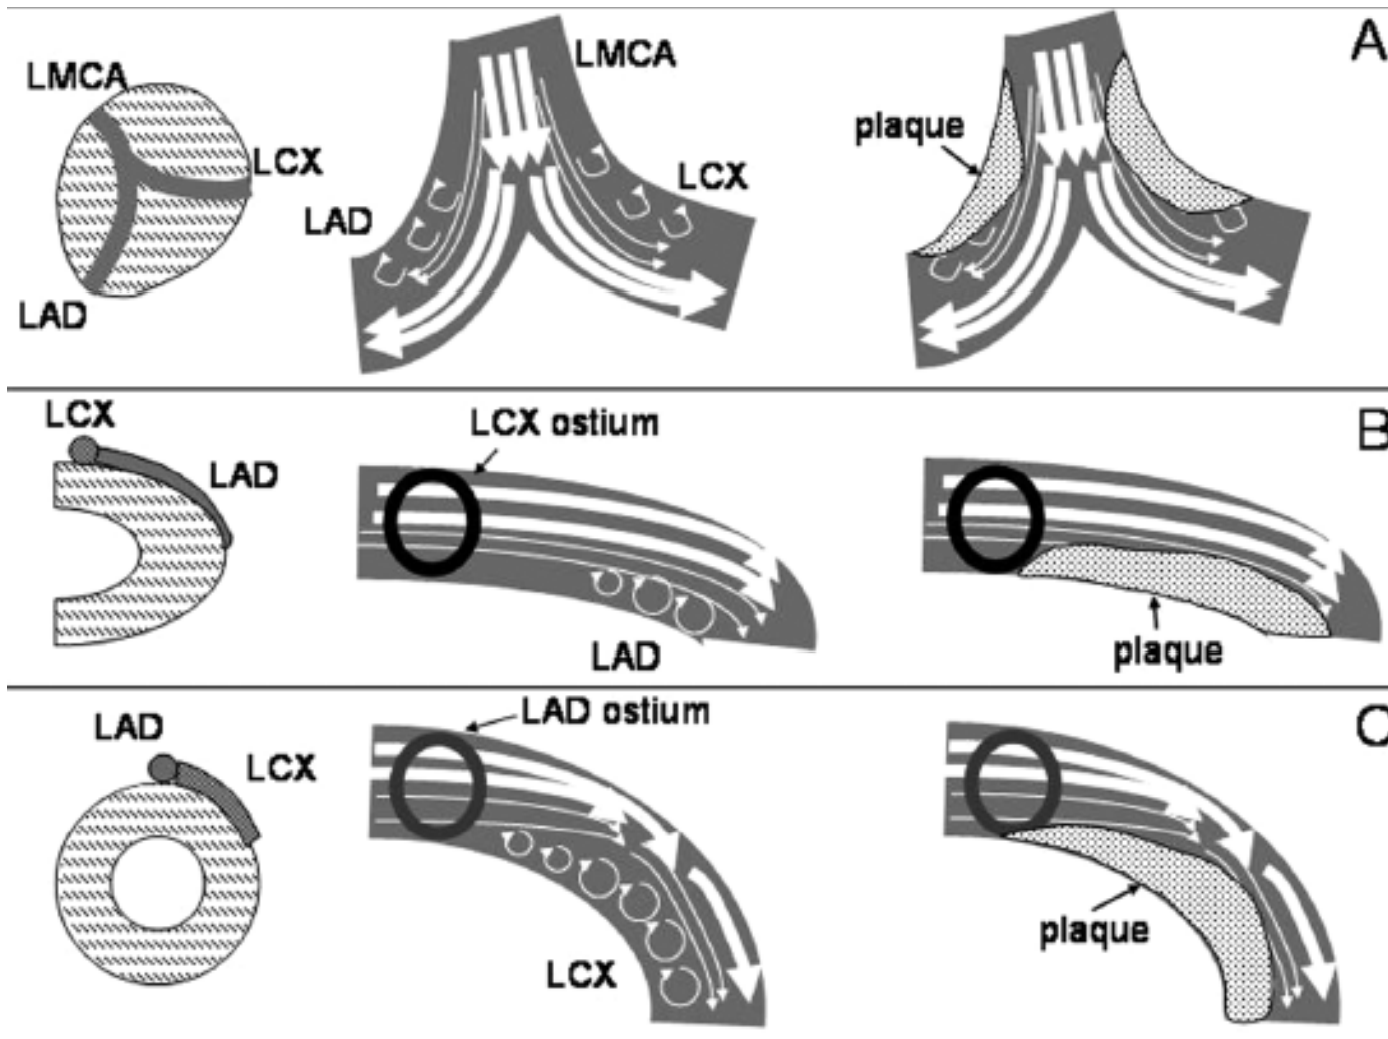 A
LMCA
LCX
LAD
LMCA
LCX
LAD
plaque
B
LCX
LAD
LCX ostium
LAD
plaque
C
LAD
LCX
LAD ostium
LCX
plaque